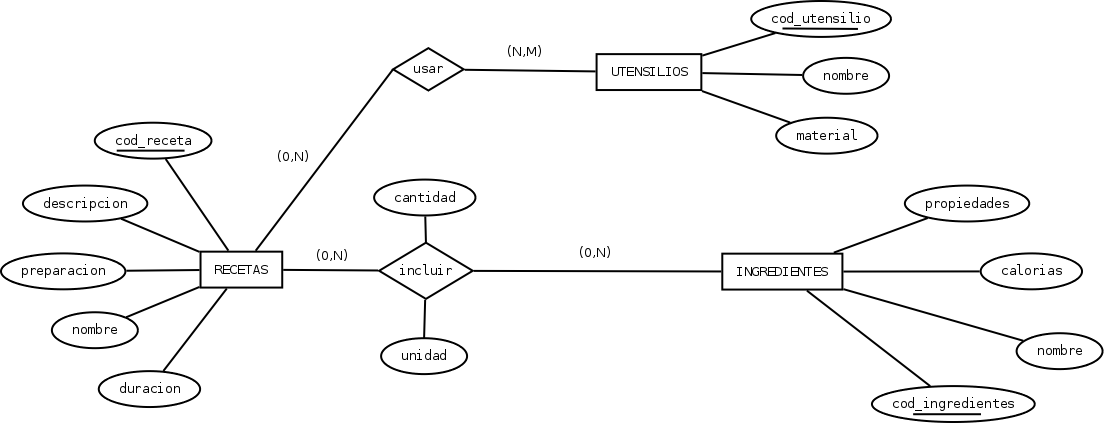 cod_utensilio
(N,M)
usar
UTENSILIOS
nombre
material
cod_receta
(0,N)
descripcion
cantidad
propiedades
(0,N)
(0,N)
preparacion
RECETAS
incluir
INGREDIENTES
calorias
nombre
unidad
nombre
duracion
cod_ingredientes